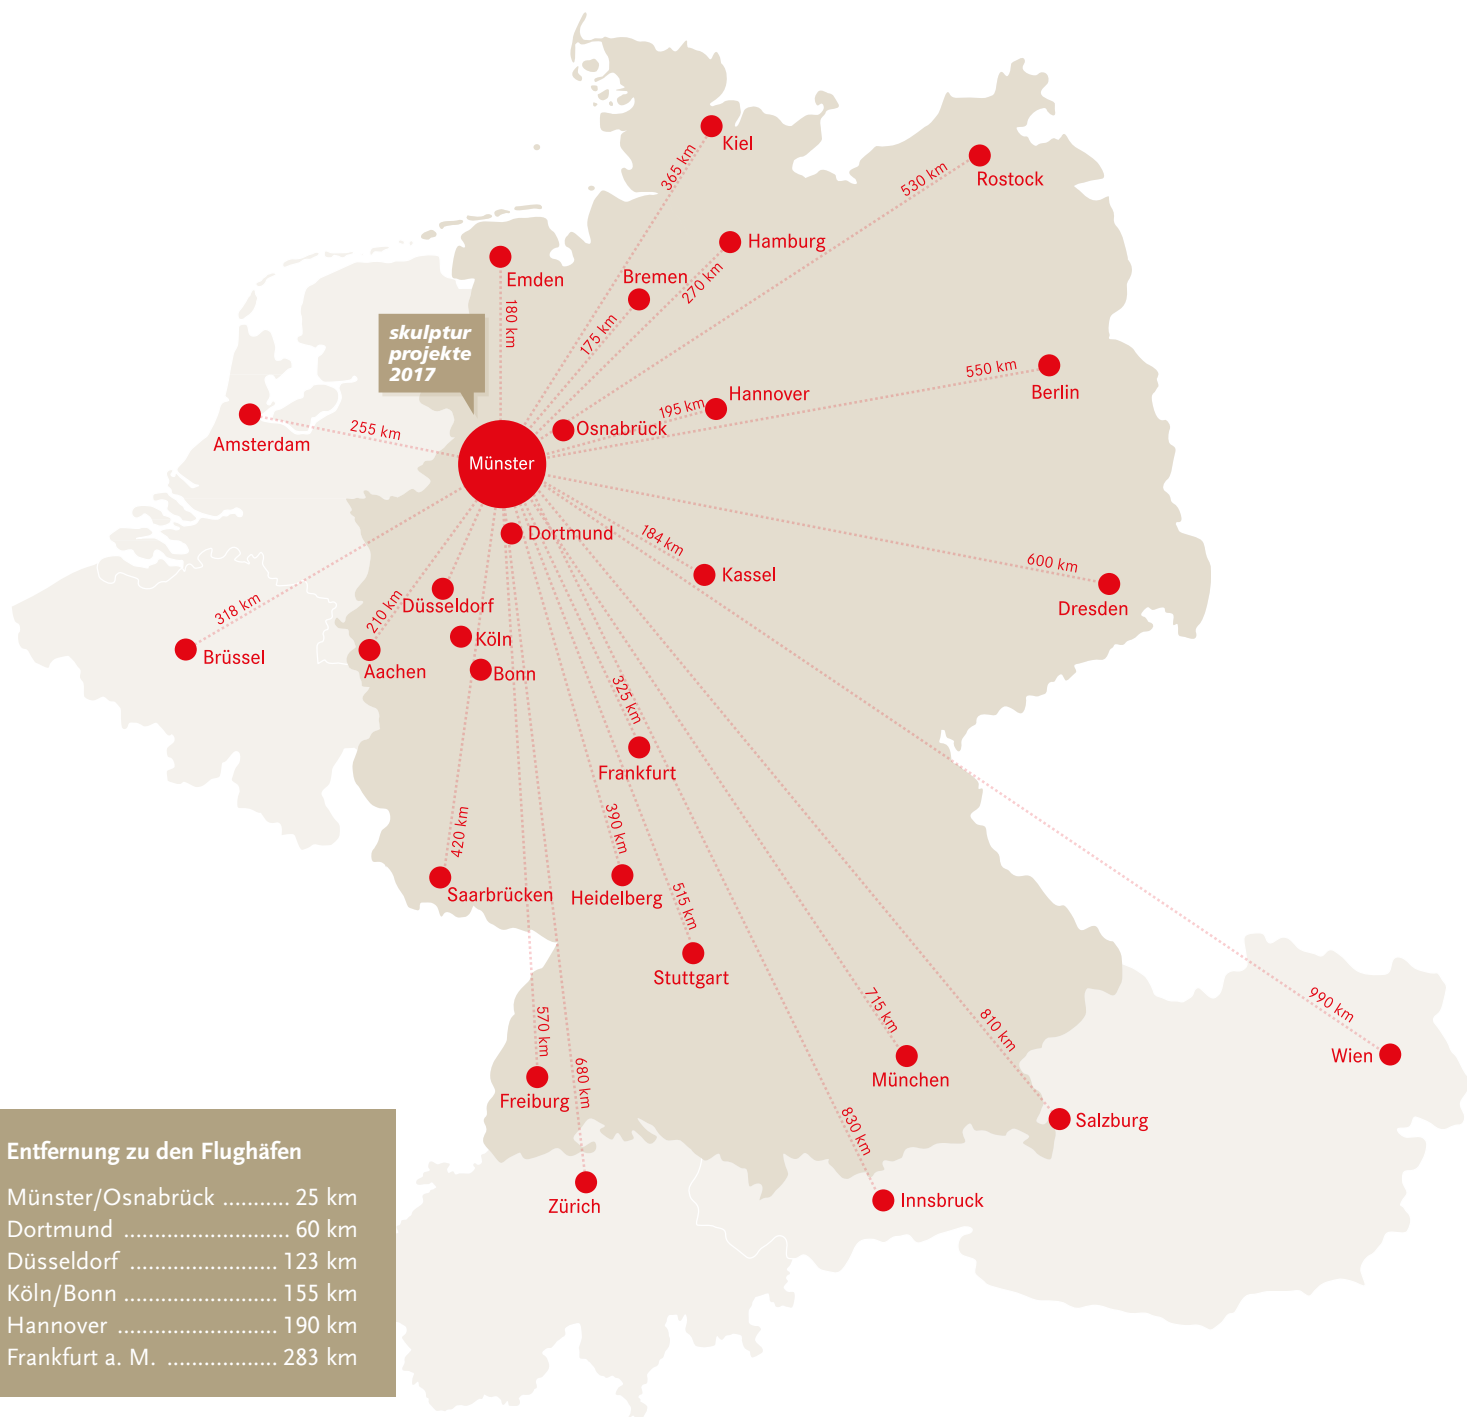 Kiel
365 km
Rostock
530 km
Hamburg
270 km
Bremen
175 km
Emden
180 km
skulptur
projekte
2017
Hannover
195 km
550 km
Berlin
Osnabrück
Amsterdam
255 km
Münster
Dortmund
184 km
Kassel
600 km
Dresden
318 km
Brüssel
210 km
Aachen
Düsseldorf
Köln
Bonn
325 km
Frankfurt
390 km
Heidelberg
420 km
Saarbrücken
515 km
Stuttgart
570 km
Freiburg
680 km
Zürich
715 km
München
810 km
Salzburg
830 km
Innsbruck
990 km
Wien
Entfernung zu den Flughäfen
Münster/Osnabrück ........... 25 km
Dortmund ........................... 60 km
Düsseldorf ........................ 123 km
Köln/Bonn ......................... 155 km
Hannover .......................... 190 km
Frankfurt a. M. .................. 283 km